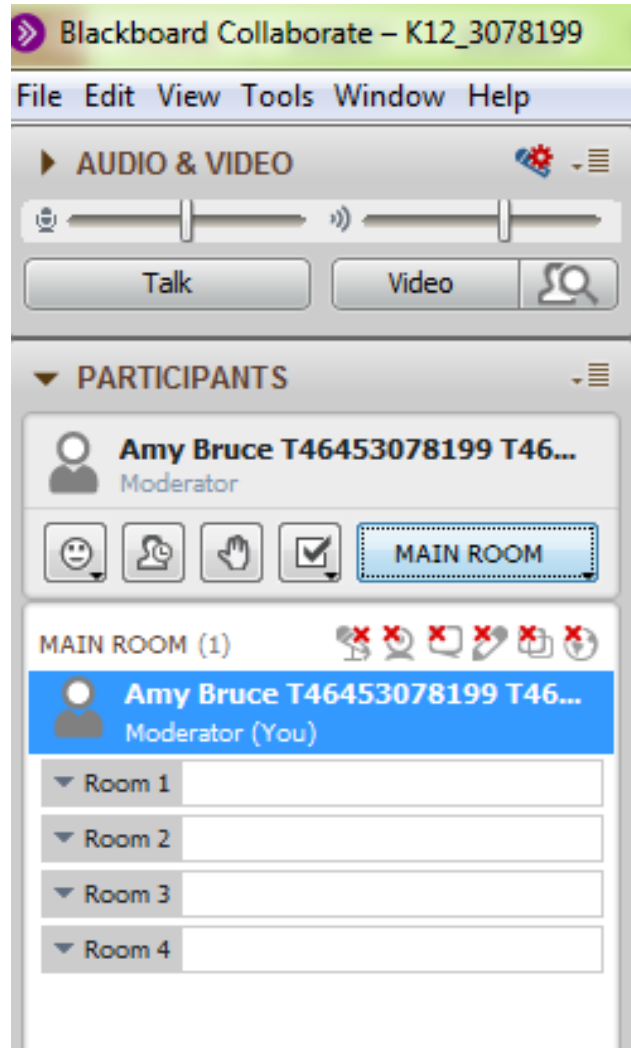 Blackboard Collaborate – K12_3078199
File Edit View Tools Window Help
AUDIO & VIDEO
Talk Video
PARTICIPANTS
Amy Bruce T46453078199 T46...
Moderator
MAIN ROOM
MAIN ROOM (1)
Amy Bruce T46453078199 T46...
Moderator (You)
Room 1
Room 2
Room 3
Room 4